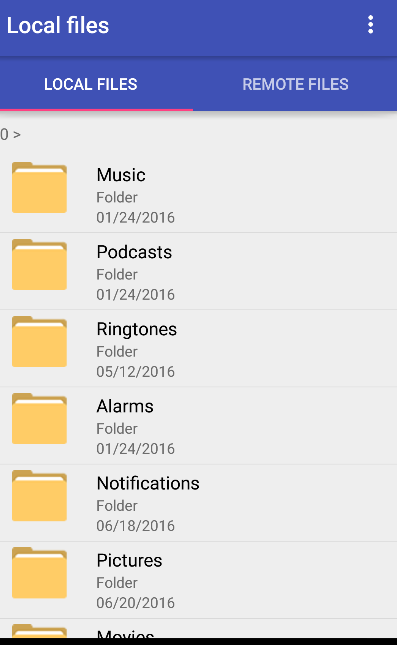 Local files
LOCAL FILES
REMOTE FILES
0 >
Music
Folder
01/24/2016
Podcasts
Folder
01/24/2016
Ringtones
Folder
05/12/2016
Alarms
Folder
01/24/2016
Notifications
Folder
06/18/2016
Pictures
Folder
06/20/2016
Movies